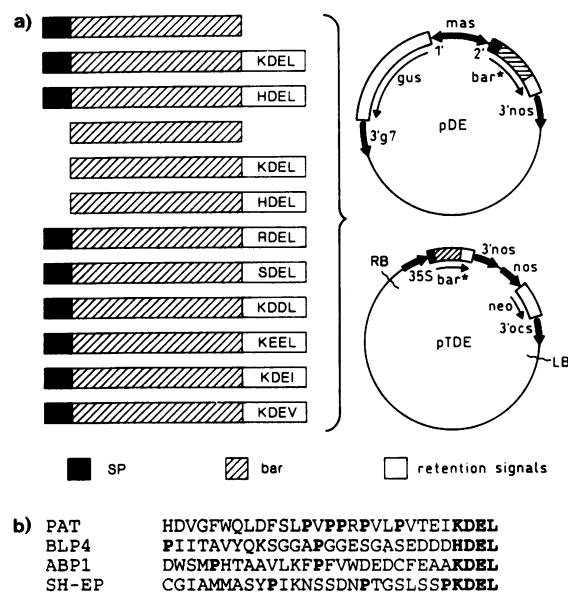 a)
KDEL
HDEL
KDEL
HDEL
RDEL
SDEL
KDDL
KEEL
KDEI
KDEV
mas
1' 2'
gus
bar*
3'g7
3'nos
pDE
RB
35S
bar*
3'nos
nos
neo
3'ocs
LB
pTDE
SP
bar
retention signals
b)
PAT HDVGFWQLDFSLPVPPRPVLPVTEIKDEL
BLP4 PIITAVYQKSGGAPGGESGASEDDDHDEL
ABP1 DWSMPHTAAVLKFPFVWDEDCFEAAKDEL
SH-EP CGIAMMASYPIKNSSDNPTGLSSPKDEL